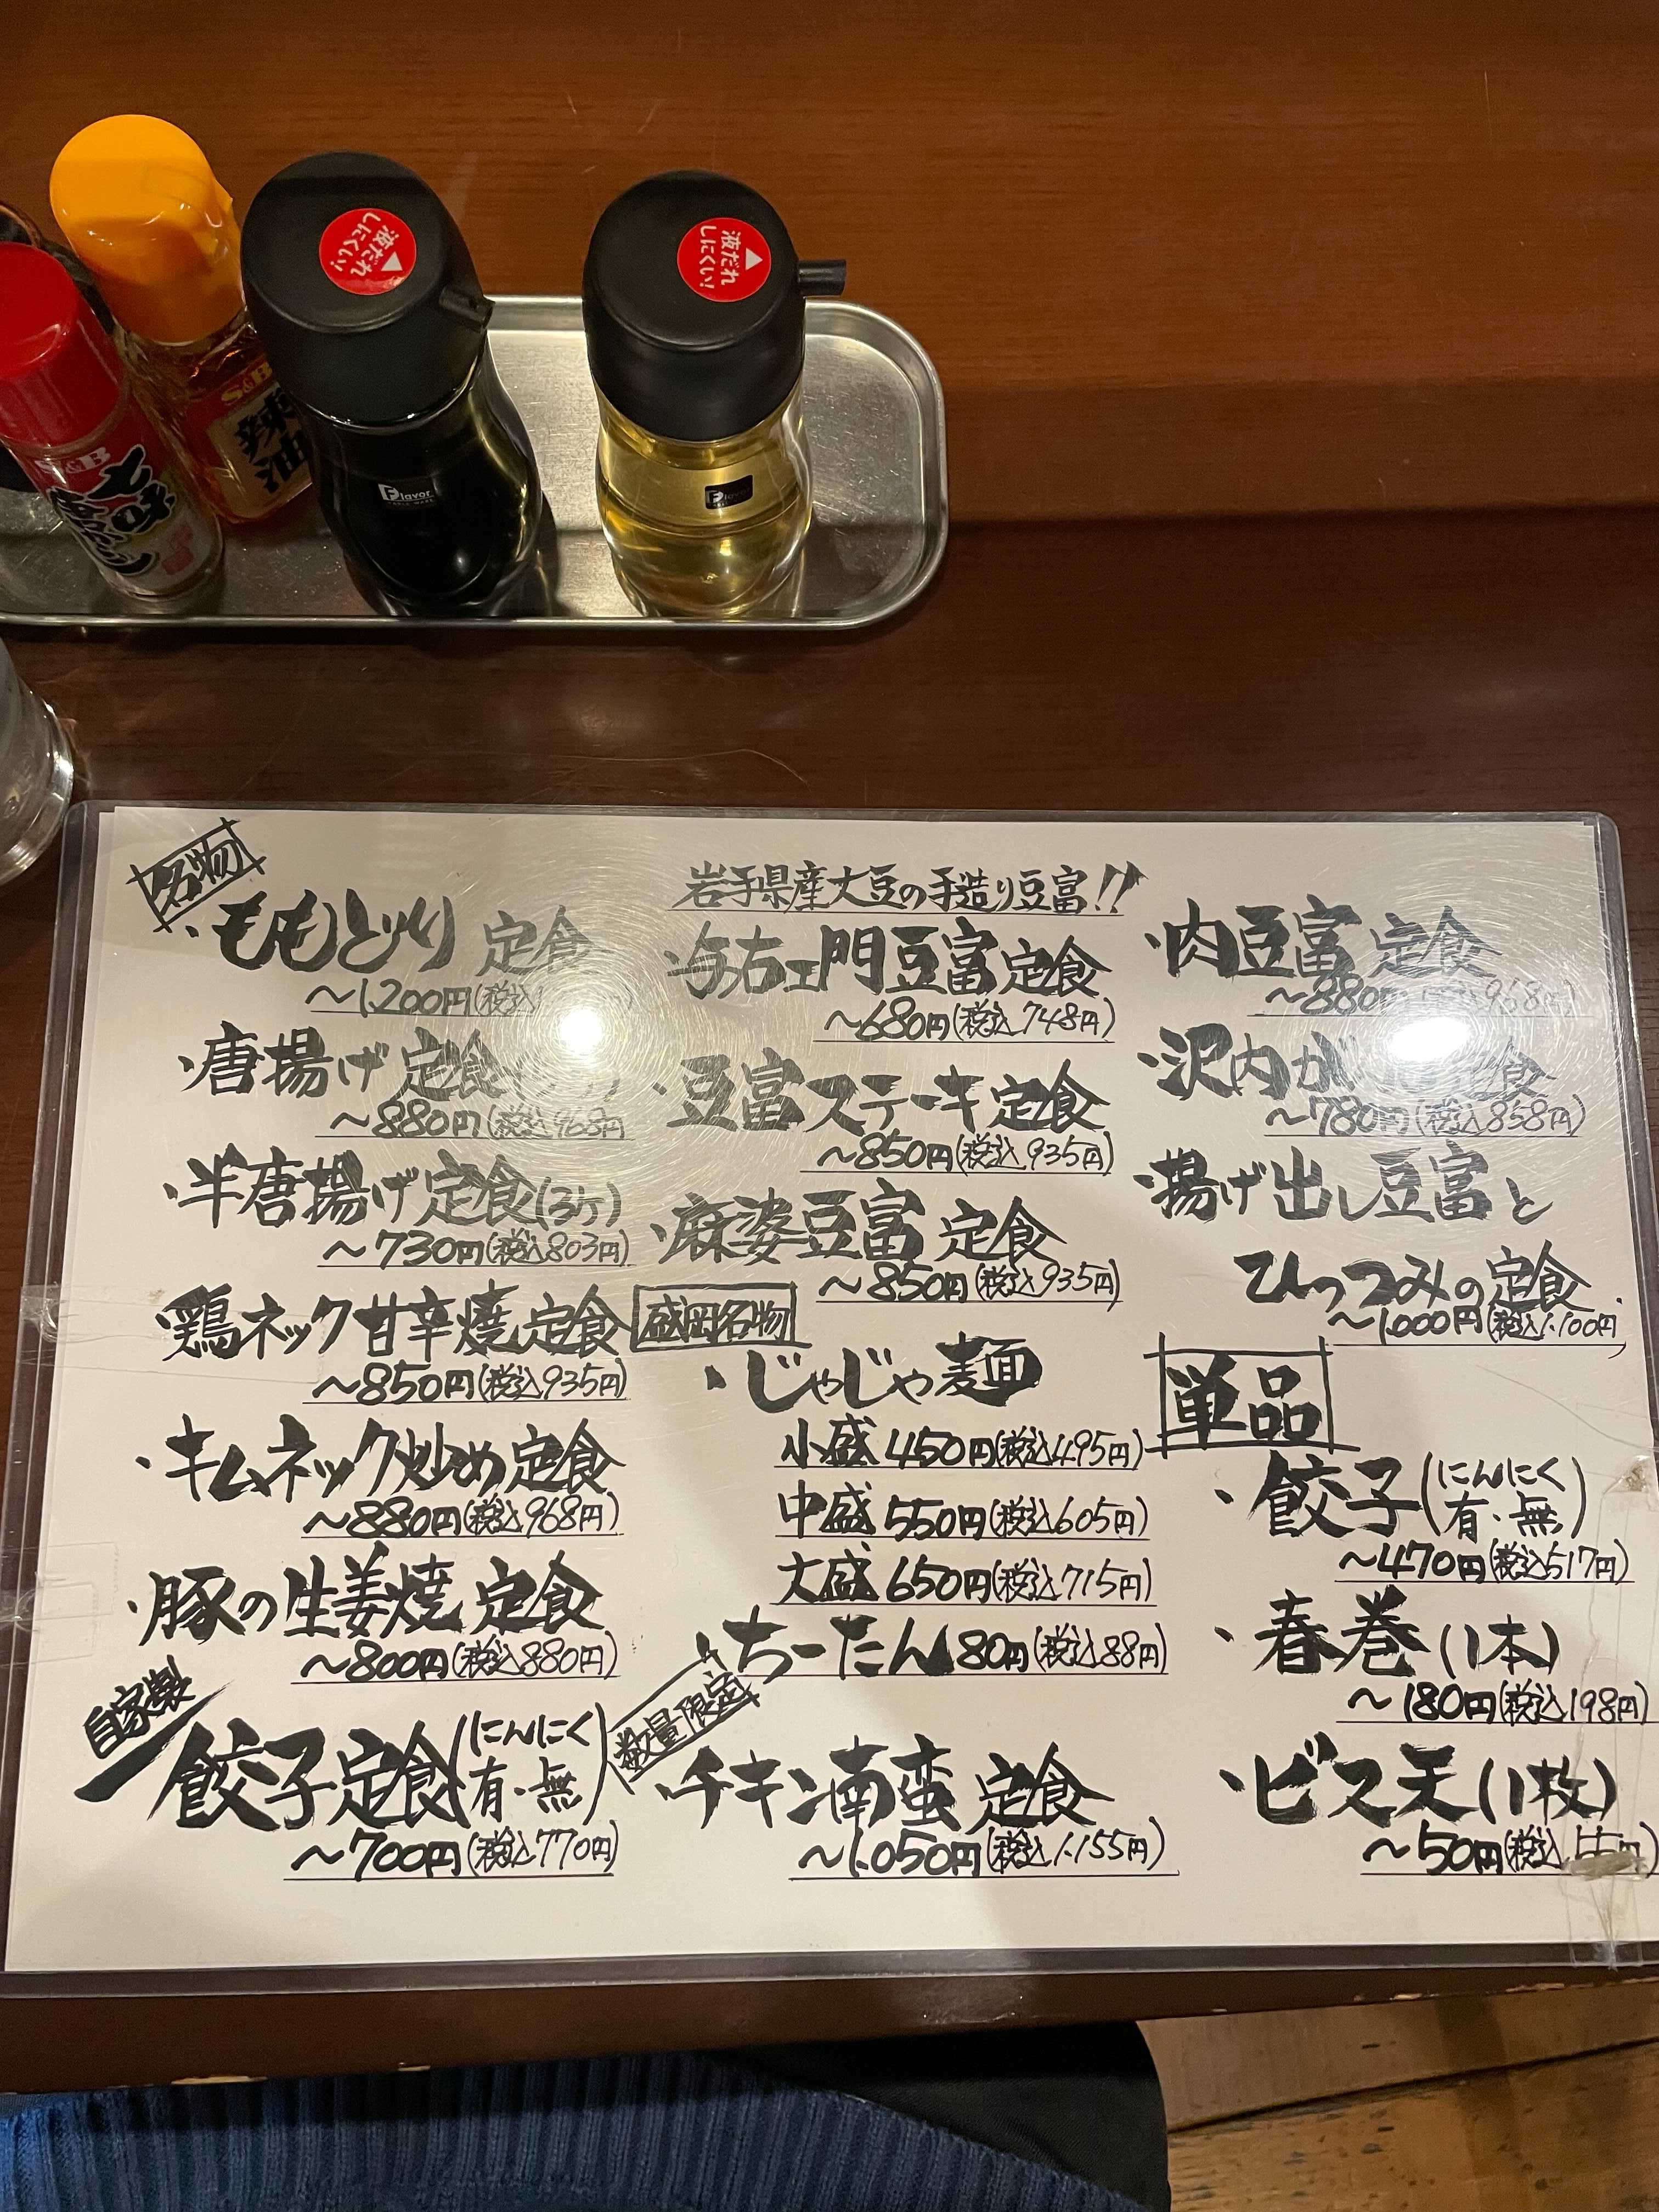 液だれ
しにくい!
液だれ
しにくい!
S&B
辣油
S&B
七味
Flavor
Flavor
名物
・ももどり定食
〜1,200円(税込
・唐揚げ定食
〜880円(税込968円
・半唐揚げ定食(3ケ)
〜730円(税込803円)
・鶏ネック甘辛焼定食
〜850円(税込935円)
・キムネック炒め定食
〜880円(税込968円)
・豚の生姜焼定食
〜800円(税込880円)
自家製
餃子定食(にんにく有・無)
〜700円(税込770円)
岩手県産大豆の手造り豆富!!
・与右ェ門豆富定食
〜680円(税込748円)
・豆富ステーキ定食
〜850円(税込935円)
・麻婆豆富定食
〜850円(税込935円)
盛岡名物
・じゃじゃ麺
小盛450円(税込495円)
中盛550円(税込605円)
大盛650円(税込715円)
・ちーたん80円(税込88円)
数量限定
・チキン南蛮定食
〜1,050円(税込1,155円)
・肉豆富定食
〜880円 968円
・沢内が 食
〜780円(税込858円)
・揚げ出し豆富と
ひっつみの定食
〜1,000円(税込1,100円)
単品
・餃子(にんにく有・無)
〜470円(税込517円)
・春巻(1本)
〜180円(税込198円)
・ビス天(1枚)
〜50円(税込55円)